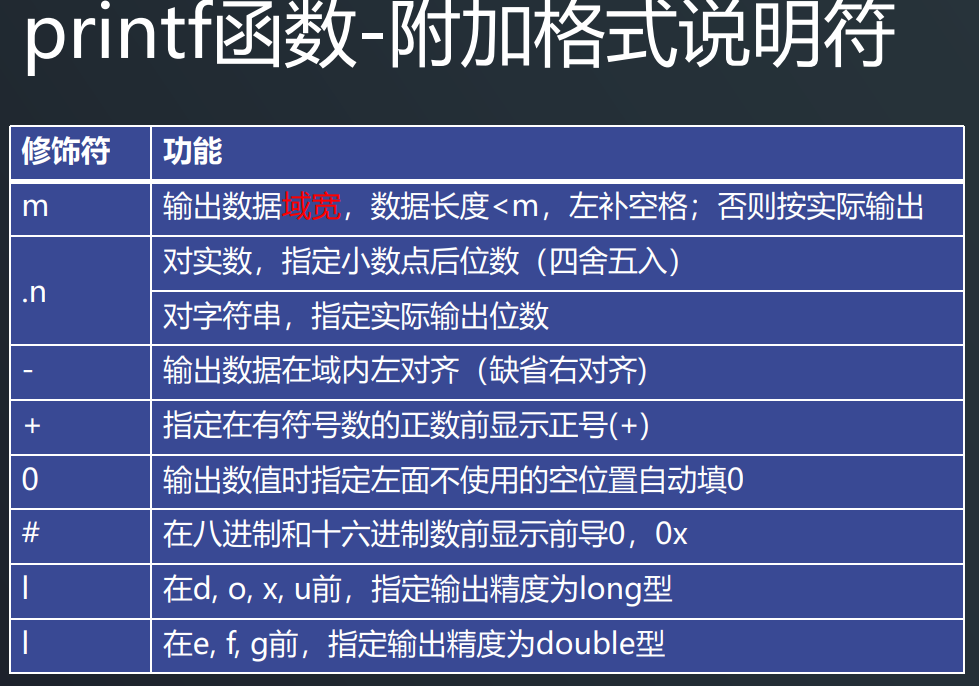 printf函数-附加格式说明符
修饰符 功能
m 输出数据域宽，数据长度<m，左补空格；否则按实际输出
.n 对实数，指定小数点后位数（四舍五入）
对字符串，指定实际输出位数
- 输出数据在域内左对齐（缺省右对齐)
+ 指定在有符号数的正数前显示正号(+)
0 输出数值时指定左面不使用的空位置自动填0
# 在八进制和十六进制数前显示前导0，0x
l 在d, o, x, u前，指定输出精度为long型
l 在e, f, g前，指定输出精度为double型